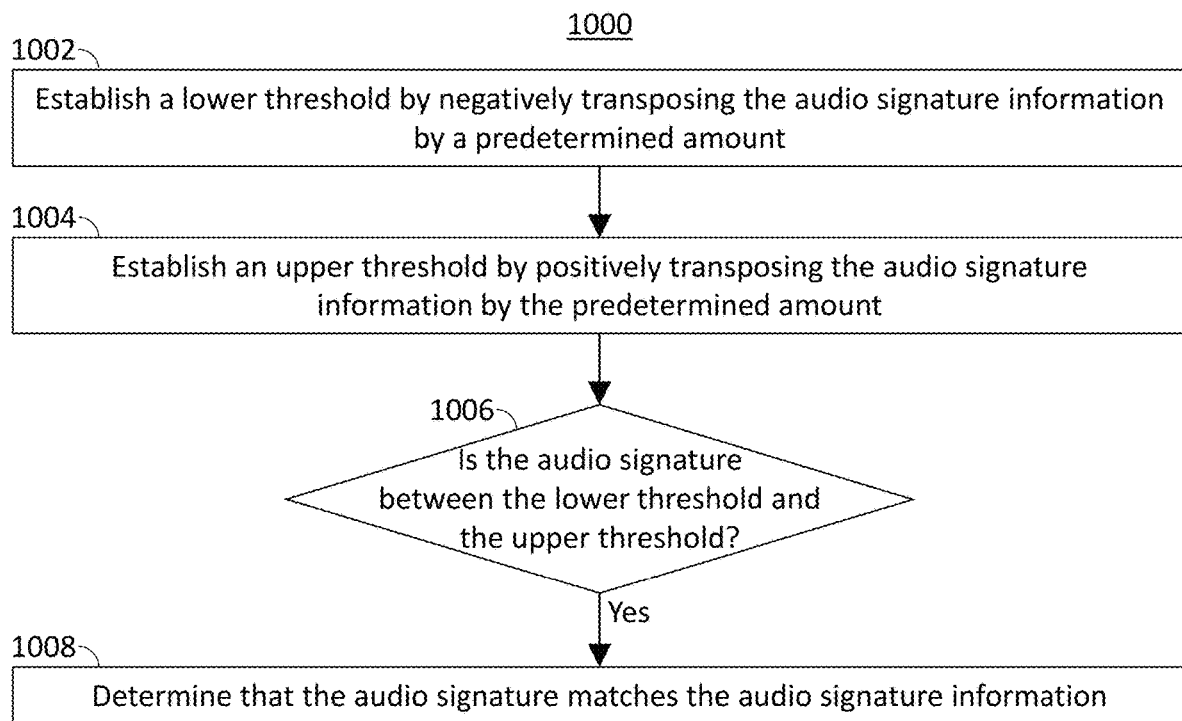 1000
1002
Establish a lower threshold by negatively transposing the audio signature information
by a predetermined amount
1004
Establish an upper threshold by positively transposing the audio signature
information by the predetermined amount
1006
Is the audio signature
between the lower threshold and
the upper threshold?
Yes
1008
Determine that the audio signature matches the audio signature information